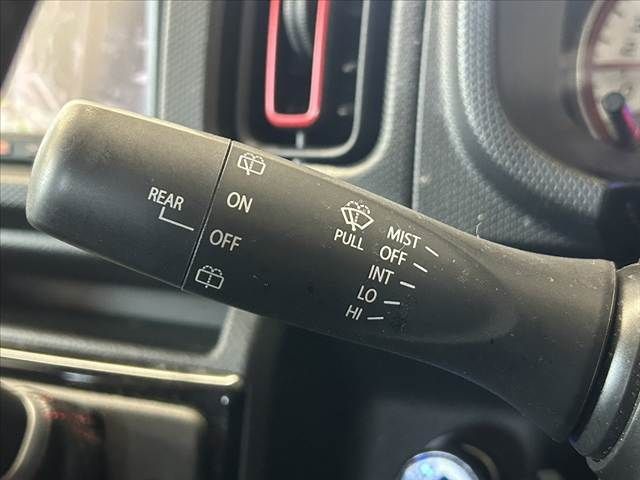 REAR
ON
OFF
PULL
MIST
OFF
INT
LO
HI